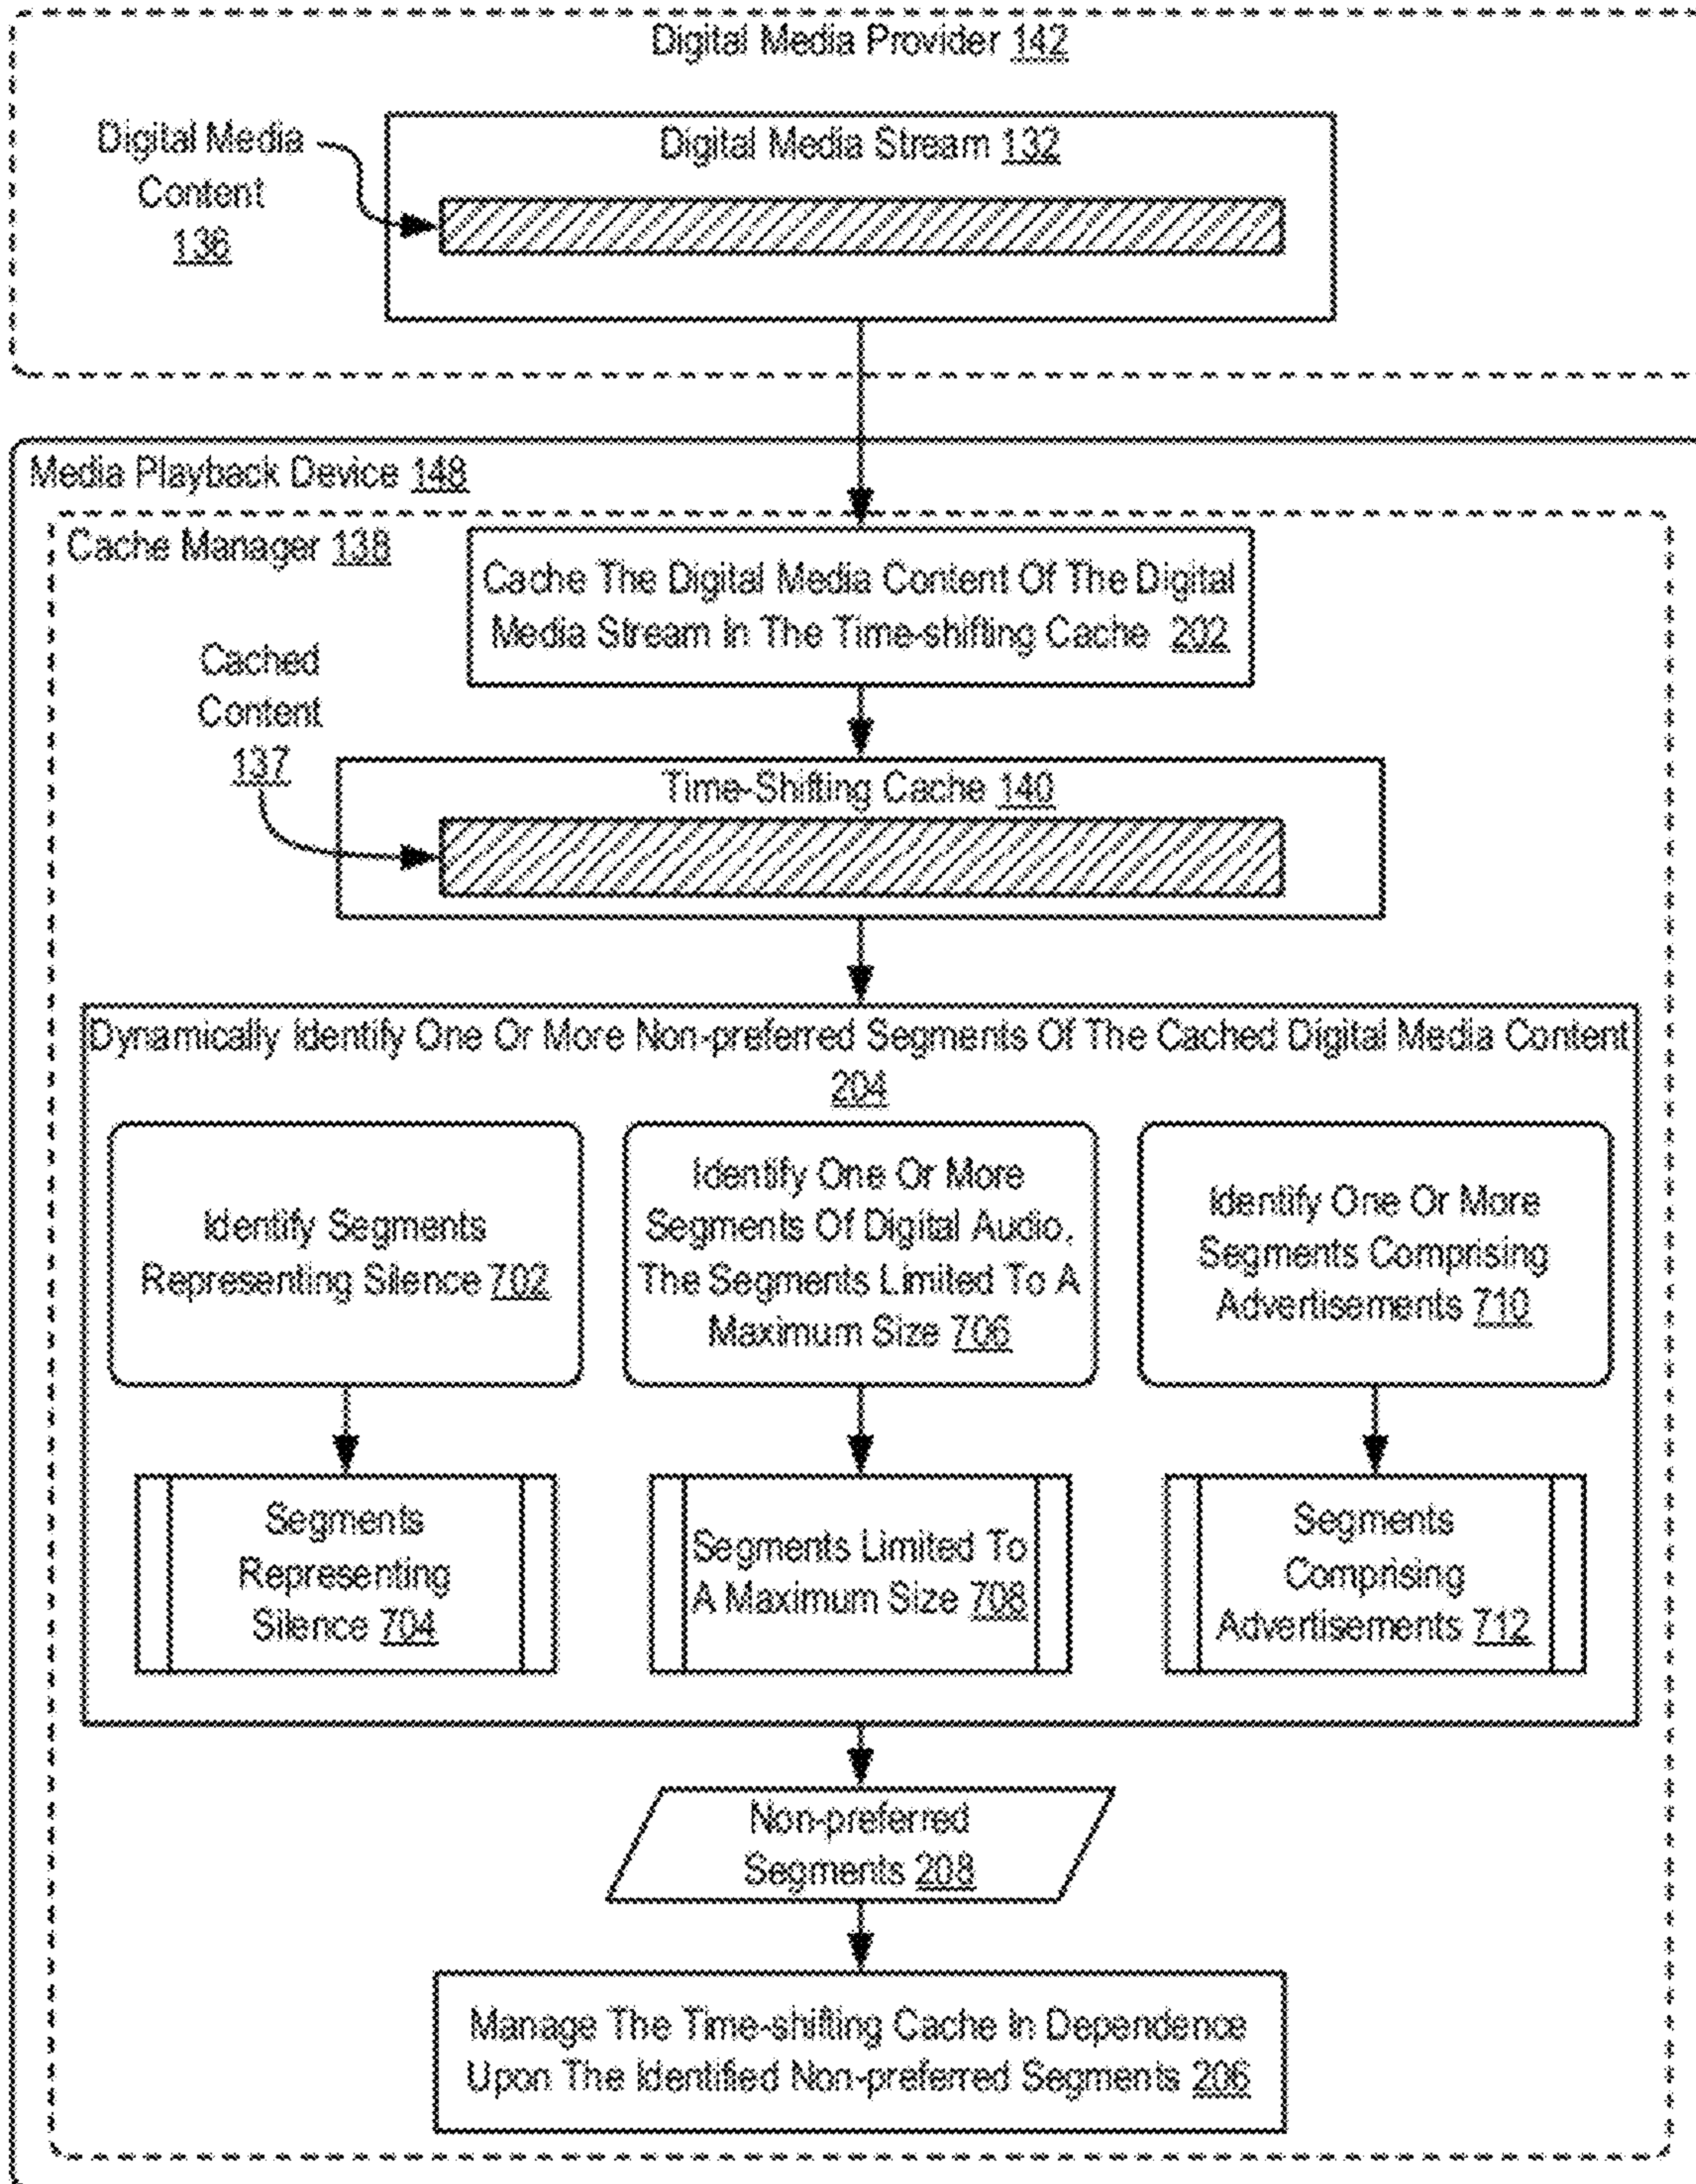 Digital Media Provider 142
Digital Media Stream 132
Digital Media
Content
136
Media Playback Device 148
Cache Manager 138
Cache The Digital Media Content Of The Digital
Media Stream In The Time-shifting Cache 202
Cached
Content
137
Time-Shifting Cache 140
Dynamically Identify One Or More Non-preferred Segments Of The Cached Digital Media Content
204
Identify Segments
Representing Silence 702
Identify One Or More
Segments Of Digital Audio,
The Segments Limited To A
Maximum Size 706
Identify One Or More
Segments Comprising
Advertisements 710
Segments
Representing
Silence 704
Segments Limited To
A Maximum Size 708
Segments
Comprising
Advertisements 712
Non-preferred
Segments 208
Manage The Time-shifting Cache In Dependence
Upon The Identified Non-preferred Segments 206